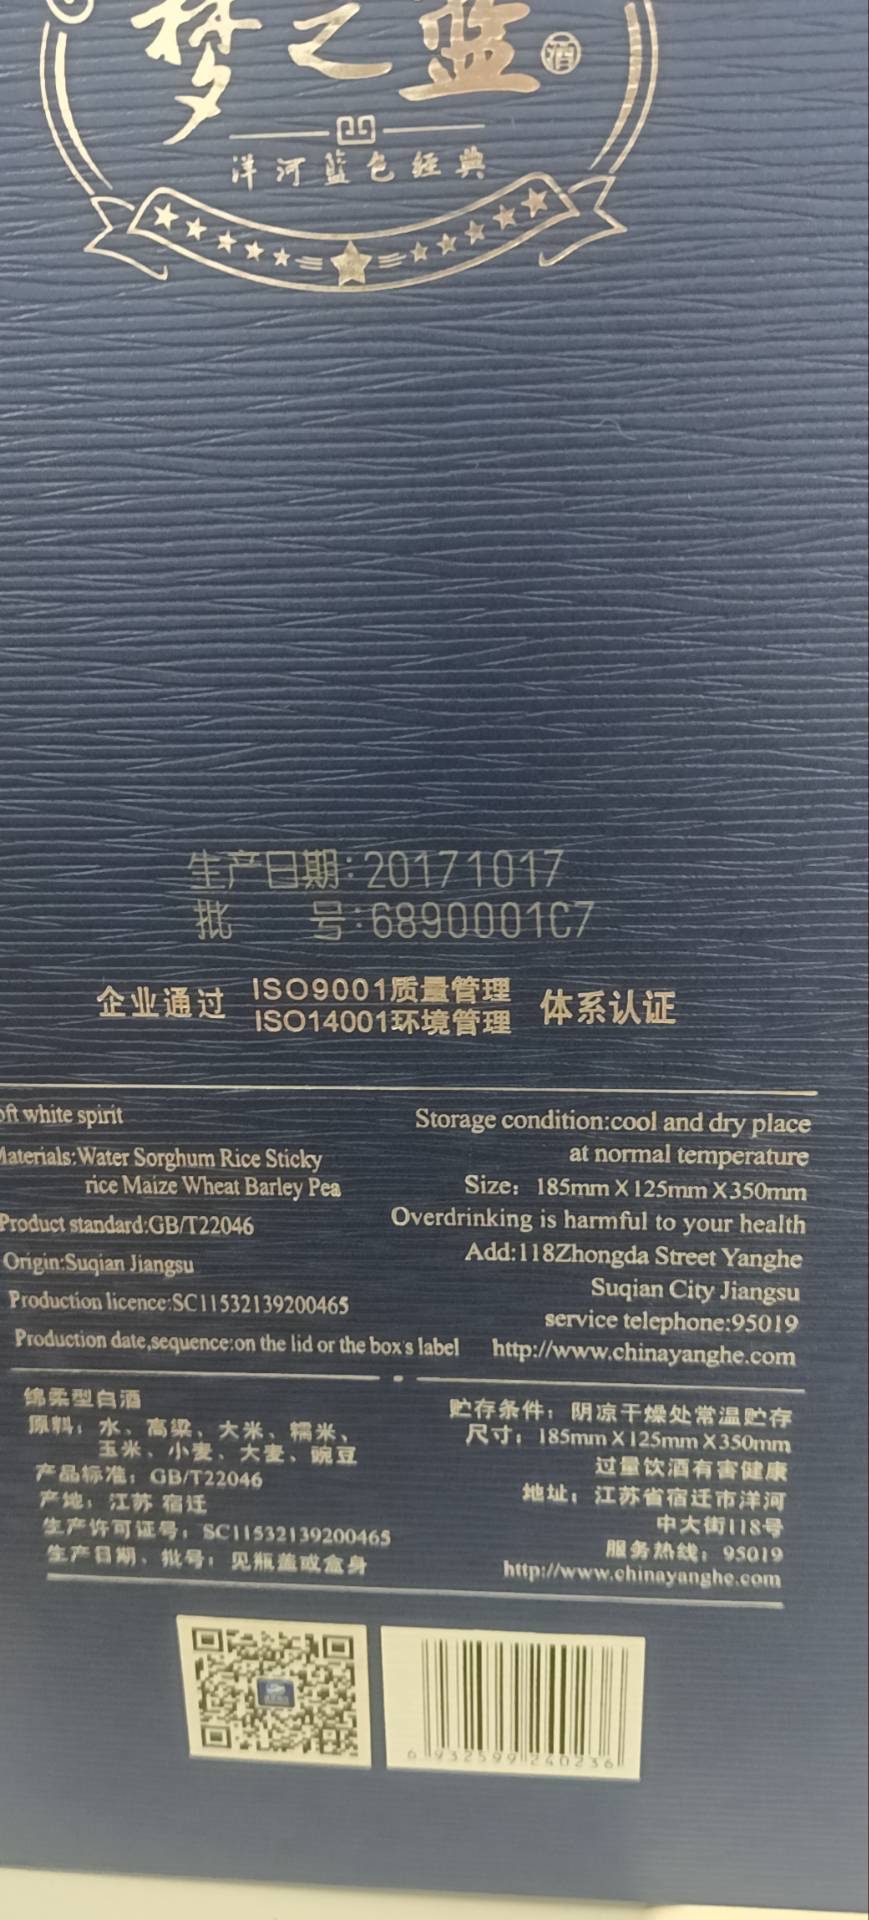 梦之蓝
酒
洋河蓝色经典
生产日期:20171017
批 号:6890001C7
企业通过 ISO9001质量管理 体系认证
ISO14001环境管理
oft white spirit
Materials:Water Sorghum Rice Sticky
rice Maize Wheat Barley Pea
Product standard:GB/T22046
Origin:Suqian Jiangsu
Production licence:SC11532139200465
Production date,sequence:on the lid or the box's label
Storage condition:cool and dry place
at normal temperature
Size: 185mm X 125mm X 350mm
Overdrinking is harmful to your health
Add:118Zhongda Street Yanghe
Suqian City Jiangsu
service telephone:95019
http://www.chinayanghe.com
绵柔型白酒
原料：水、高粱、大米、糯米、
玉米、小麦、大麦、豌豆
产品标准：GB/T22046
产地：江苏 宿迁
生产许可证号：SC11532139200465
生产日期、批号：见瓶盖或盒身
贮存条件：阴凉干燥处常温贮存
尺寸：185mm X 125mm X 350mm
过量饮酒有害健康
地址：江苏省宿迁市洋河
中大街118号
服务热线：95019
http://www.chinayanghe.com
6 932599 240236